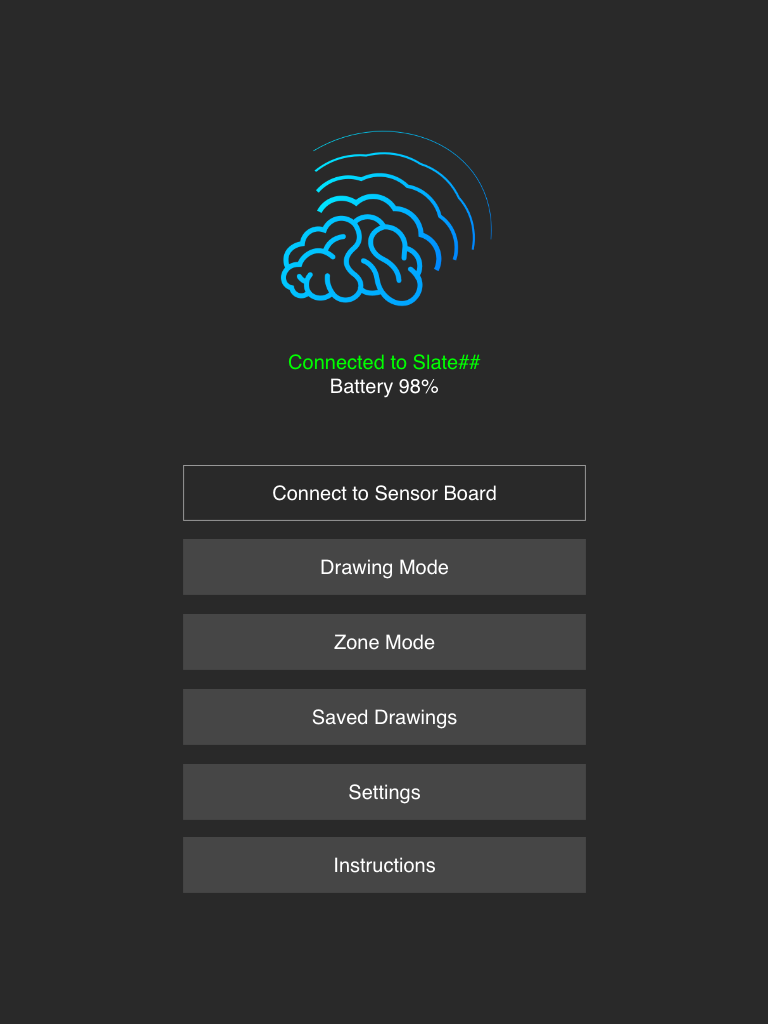 Connected to Slate##
Battery 98%
Connect to Sensor Board
Drawing Mode
Zone Mode
Saved Drawings
Settings
Instructions